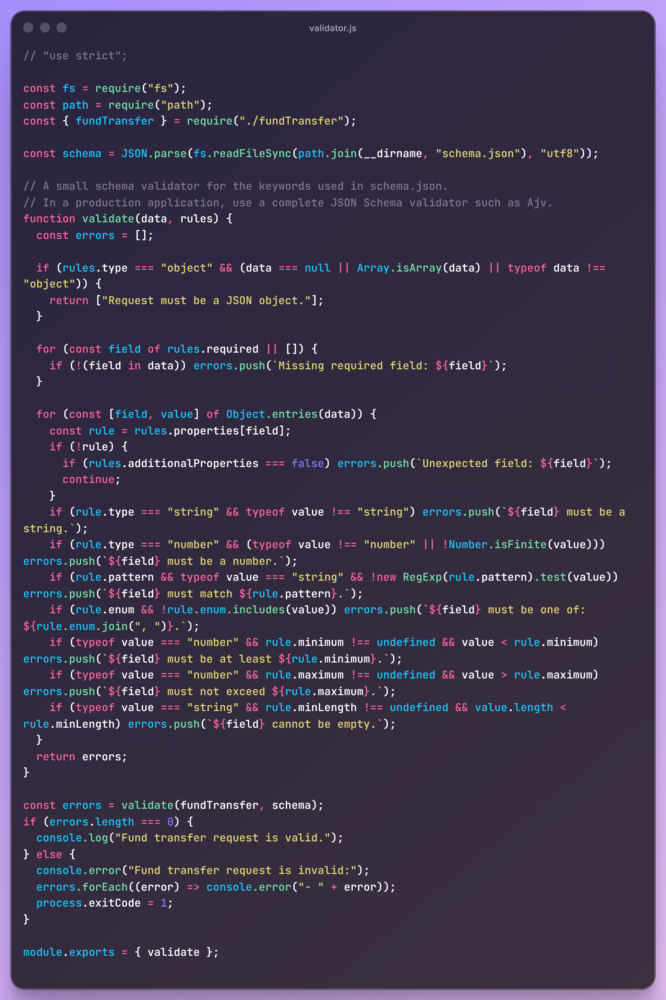 validator.js
// "use strict";
const fs = require("fs");
const path = require("path");
const { fundTransfer } = require("./fundTransfer");
const schema = JSON.parse(fs.readFileSync(path.join(__dirname, "schema.json"), "utf8"));
// A small schema validator for the keywords used in schema.json.
// In a production application, use a complete JSON Schema validator such as Ajv.
function validate(data, rules) {
  const errors = [];
  if (rules.type === "object" && (data === null || Array.isArray(data) || typeof data !==
"object")) {
    return ["Request must be a JSON object."];
  }
  for (const field of rules.required || []) {
    if (!(field in data)) errors.push(`Missing required field: ${field}`);
  }
  for (const [field, value] of Object.entries(data)) {
    const rule = rules.properties[field];
    if (!rule) {
      if (rules.additionalProperties === false) errors.push(`Unexpected field: ${field}`);
      continue;
    }
    if (rule.type === "string" && typeof value !== "string") errors.push(`${field} must be a
string.`);
    if (rule.type === "number" && (typeof value !== "number" || !Number.isFinite(value)))
errors.push(`${field} must be a number.`);
    if (rule.pattern && typeof value === "string" && !new RegExp(rule.pattern).test(value))
errors.push(`${field} must match ${rule.pattern}.`);
    if (rule.enum && !rule.enum.includes(value)) errors.push(`${field} must be one of:
${rule.enum.join(", ")}.`);
    if (typeof value === "number" && rule.minimum !== undefined && value < rule.minimum)
errors.push(`${field} must be at least ${rule.minimum}.`);
    if (typeof value === "number" && rule.maximum !== undefined && value > rule.maximum)
errors.push(`${field} must not exceed ${rule.maximum}.`);
    if (typeof value === "string" && rule.minLength !== undefined && value.length <
rule.minLength) errors.push(`${field} cannot be empty.`);
  }
  return errors;
}
const errors = validate(fundTransfer, schema);
if (errors.length === 0) {
  console.log("Fund transfer request is valid.");
} else {
  console.error("Fund transfer request is invalid:");
  errors.forEach((error) => console.error("- " + error));
  process.exitCode = 1;
}
module.exports = { validate };